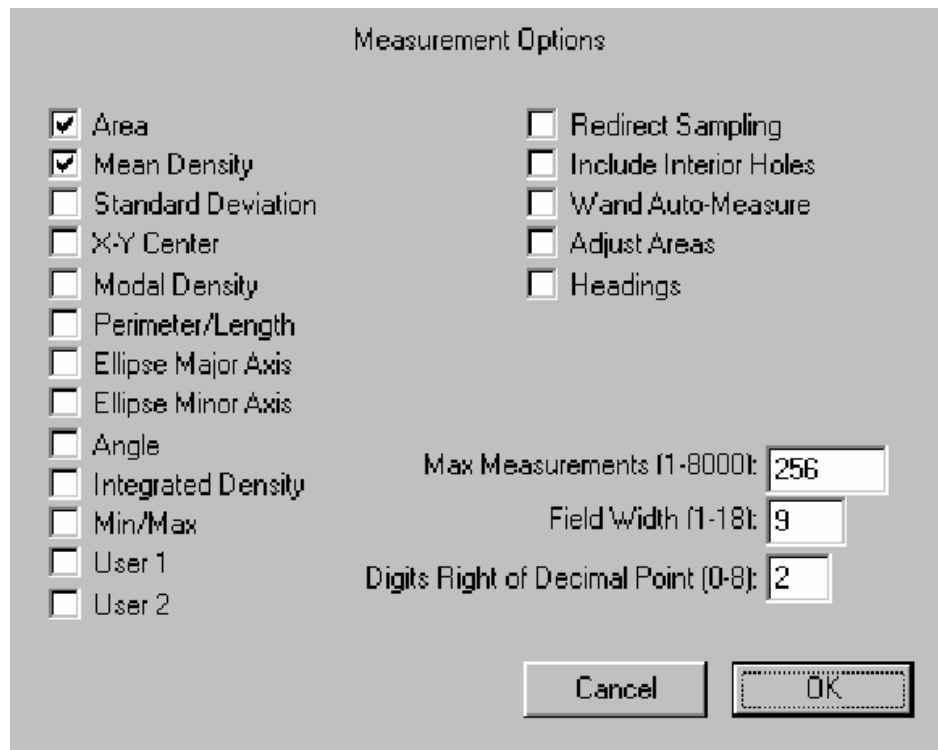 Measurement Options
Area
Mean Density
Standard Deviation
X-Y Center
Modal Density
Perimeter/Length
Ellipse Major Axis
Ellipse Minor Axis
Angle
Integrated Density
Min/Max
User 1
User 2
Redirect Sampling
Include Interior Holes
Wand Auto-Measure
Adjust Areas
Headings
Max Measurements (1-8000): 256
Field Width (1-18): 9
Digits Right of Decimal Point (0-8): 2
Cancel
OK